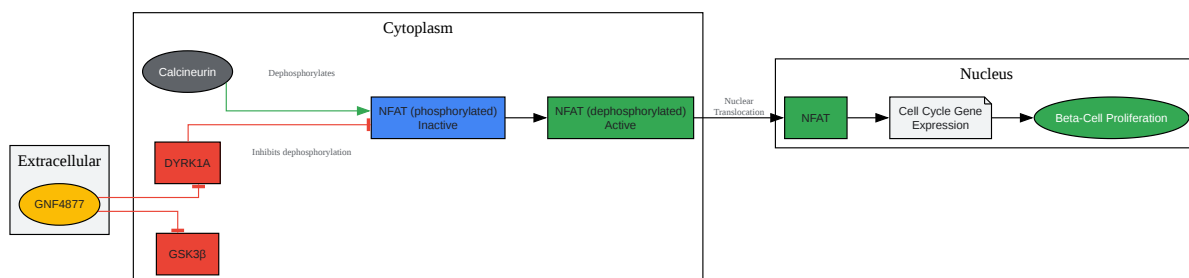 Cytoplasm
Calcineurin
Dephosphorylates
NFAT (phosphorylated)
Inactive
NFAT (dephosphorylated)
Active
Inhibits dephosphorylation
DYRK1A
GSK3β
Extracellular
GNF4877
Nuclear
Translocation
Nucleus
NFAT
Cell Cycle Gene
Expression
Beta-Cell Proliferation